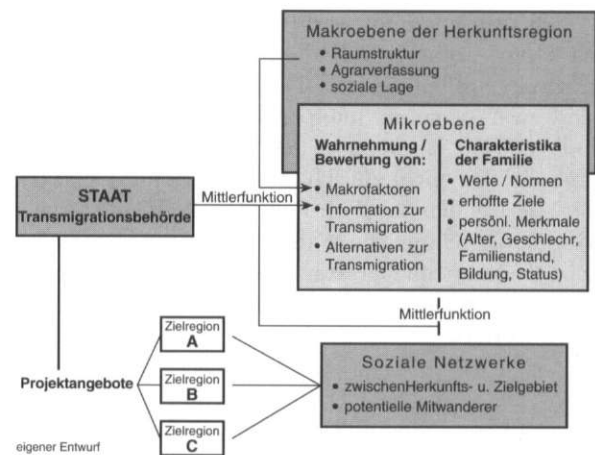 Makroebene der Herkunftsregion
• Raumstruktur
• Agrarverfassung
• soziale Lage
Mikroebene
Wahrnehmung /
Bewertung von:
• Makrofaktoren
• Information zur
Transmigration
• Alternativen zur
Transmigration
Charakteristika
der Familie
• Werte / Normen
• erhoffte Ziele
• persönl. Merkmale
(Alter, Geschlechr,
Familienstand,
Bildung, Status)
STAAT
Transmigrationsbehörde
Mittlerfunktion
Mittlerfunktion
Zielregion
A
Projektangebote
Zielregion
B
Zielregion
C
Soziale Netzwerke
• zwischenHerkunfts- u. Zielgebiet
• potentielle Mitwanderer
eigener Entwurf